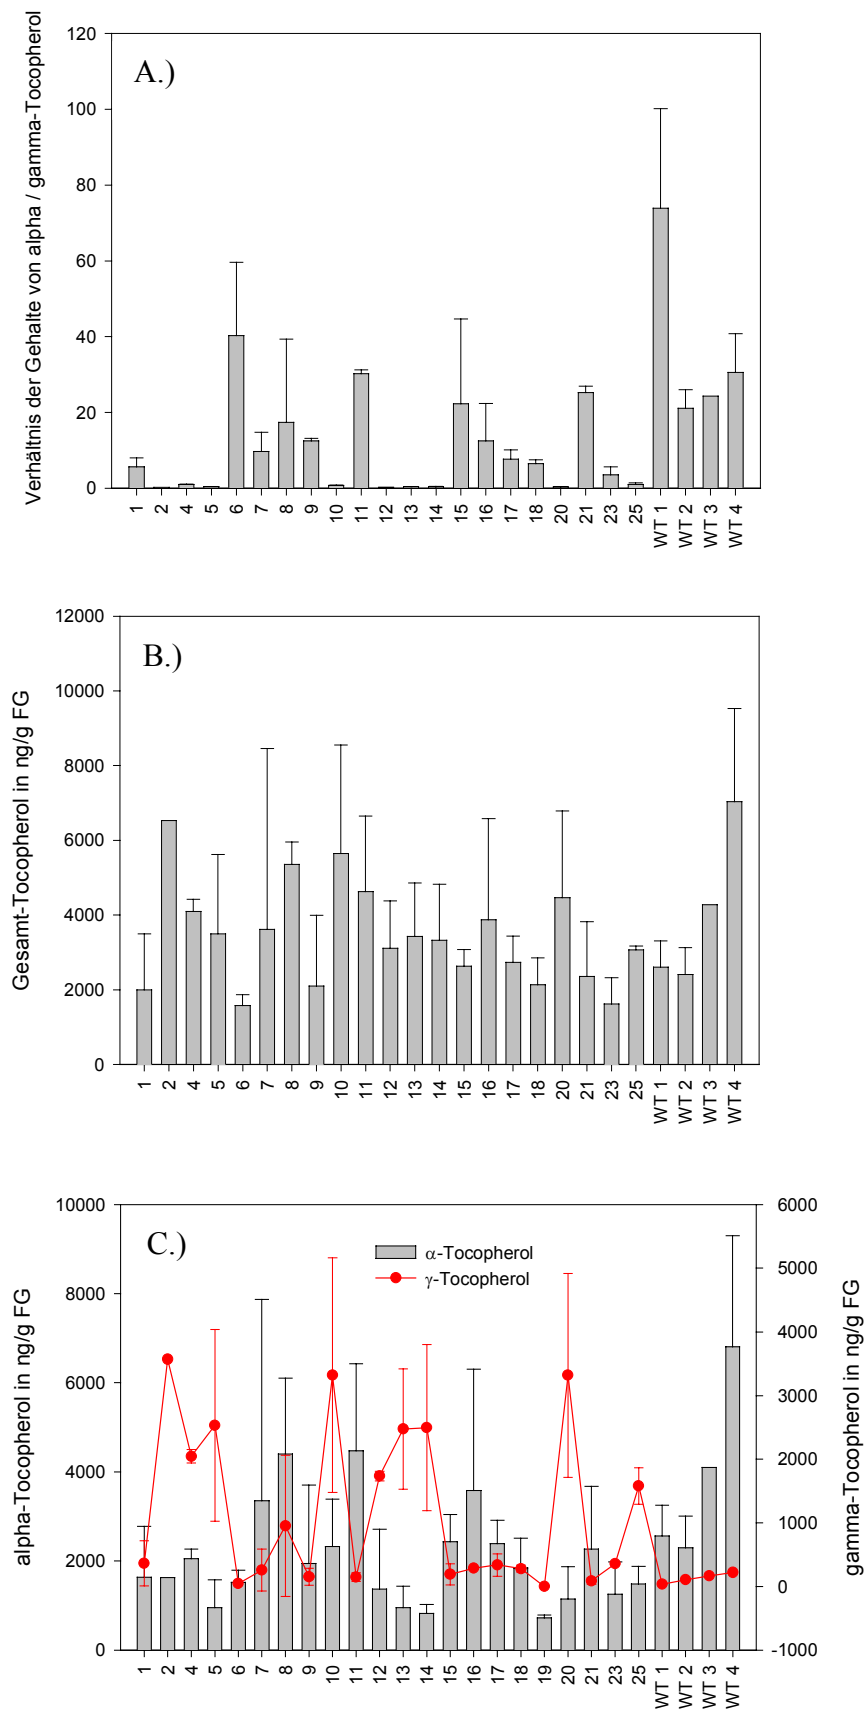 A.)
Verhältnis der Gehalte von alpha / gamma-Tocopherol
120
100
80
60
40
20
0
1 2 4 5 6 7 8 9 10 11 12 13 14 15 16 17 18 20 21 23 25 WT 1 WT 2 WT 3 WT 4
B.)
Gesamt-Tocopherol in ng/g FG
12000
10000
8000
6000
4000
2000
0
1 2 4 5 6 7 8 9 10 11 12 13 14 15 16 17 18 20 21 23 25 WT 1 WT 2 WT 3 WT 4
C.)
α-Tocopherol
γ-Tocopherol
alpha-Tocopherol in ng/g FG
10000
8000
6000
4000
2000
0
gamma-Tocopherol in ng/g FG
6000
5000
4000
3000
2000
1000
0
-1000
1 2 4 5 6 7 8 9 10 11 12 13 14 15 16 17 18 19 20 21 23 25 WT 1 WT 2 WT 3 WT 4